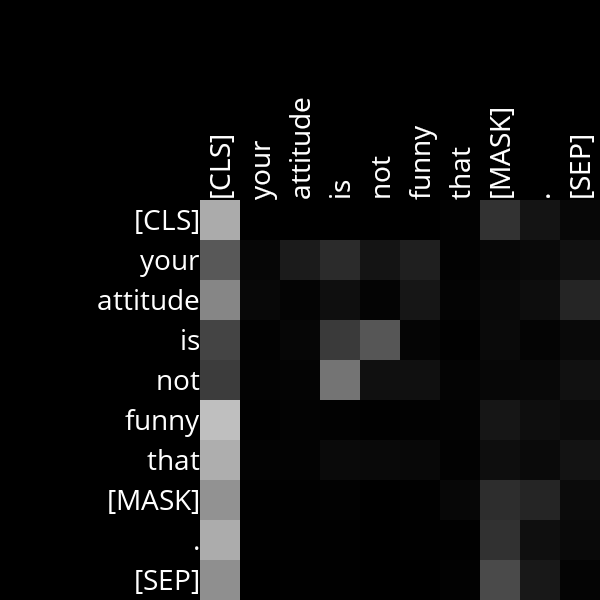 [CLS] your attitude is not funny that [MASK] . [SEP]
[CLS]
your
attitude
is
not
funny
that
[MASK]
.
[SEP]